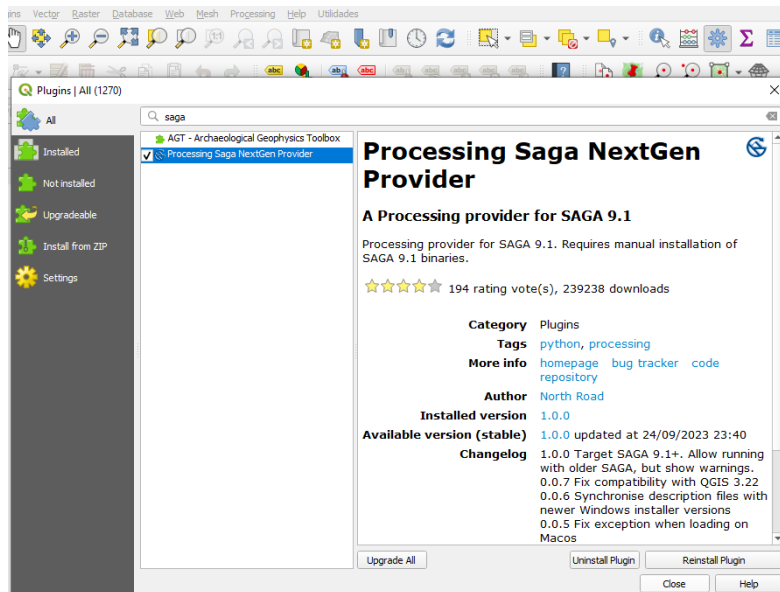 ins Vector Raster Database Web Mesh Processing Help Utilidades
abc abc abc
Plugins | All (1270)
All
saga
Installed
Not installed
Upgradeable
Install from ZIP
Settings
AGT - Archaeological Geophysics Toolbox
Processing Saga NextGen Provider
Processing Saga NextGen
Provider
A Processing provider for SAGA 9.1
Processing provider for SAGA 9.1. Requires manual installation of
SAGA 9.1 binaries.
194 rating vote(s), 239238 downloads
Category Plugins
Tags python, processing
More info homepage bug tracker code
repository
Author North Road
Installed version 1.0.0
Available version (stable) 1.0.0 updated at 24/09/2023 23:40
Changelog 1.0.0 Target SAGA 9.1+. Allow running
with older SAGA, but show warnings.
0.0.7 Fix compatibility with QGIS 3.22
0.0.6 Synchronise description files with
newer Windows installer versions
0.0.5 Fix exception when loading on
Macos
Upgrade All Uninstall Plugin Reinstall Plugin
Close Help